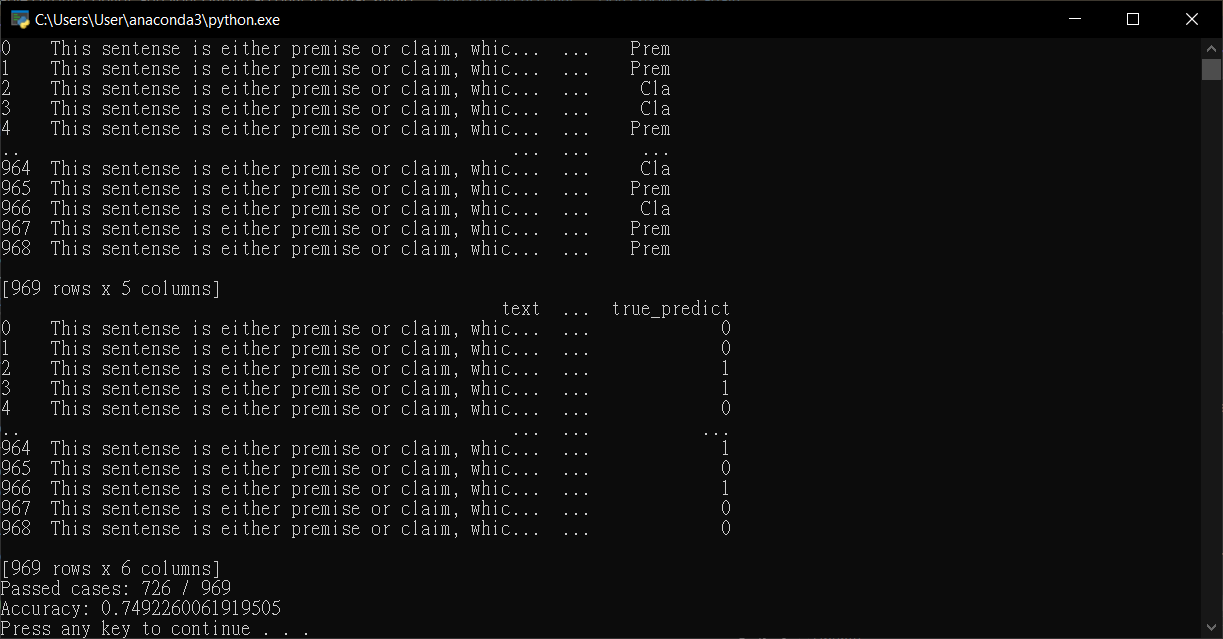 C:\Users\User\anaconda3\python.exe
0 This sentense is either premise or claim, whic... ... Prem
1 This sentense is either premise or claim, whic... ... Prem
2 This sentense is either premise or claim, whic... ... Cla
3 This sentense is either premise or claim, whic... ... Cla
4 This sentense is either premise or claim, whic... ... Prem
.. ... ... ...
964 This sentense is either premise or claim, whic... ... Cla
965 This sentense is either premise or claim, whic... ... Prem
966 This sentense is either premise or claim, whic... ... Cla
967 This sentense is either premise or claim, whic... ... Prem
968 This sentense is either premise or claim, whic... ... Prem
[969 rows x 5 columns]
text ... true_predict
0 This sentense is either premise or claim, whic... ... 0
1 This sentense is either premise or claim, whic... ... 0
2 This sentense is either premise or claim, whic... ... 1
3 This sentense is either premise or claim, whic... ... 1
4 This sentense is either premise or claim, whic... ... 0
.. ... ... ...
964 This sentense is either premise or claim, whic... ... 1
965 This sentense is either premise or claim, whic... ... 0
966 This sentense is either premise or claim, whic... ... 1
967 This sentense is either premise or claim, whic... ... 0
968 This sentense is either premise or claim, whic... ... 0
[969 rows x 6 columns]
Passed cases: 726 / 969
Accuracy: 0.7492260061919505
Press any key to continue . . .